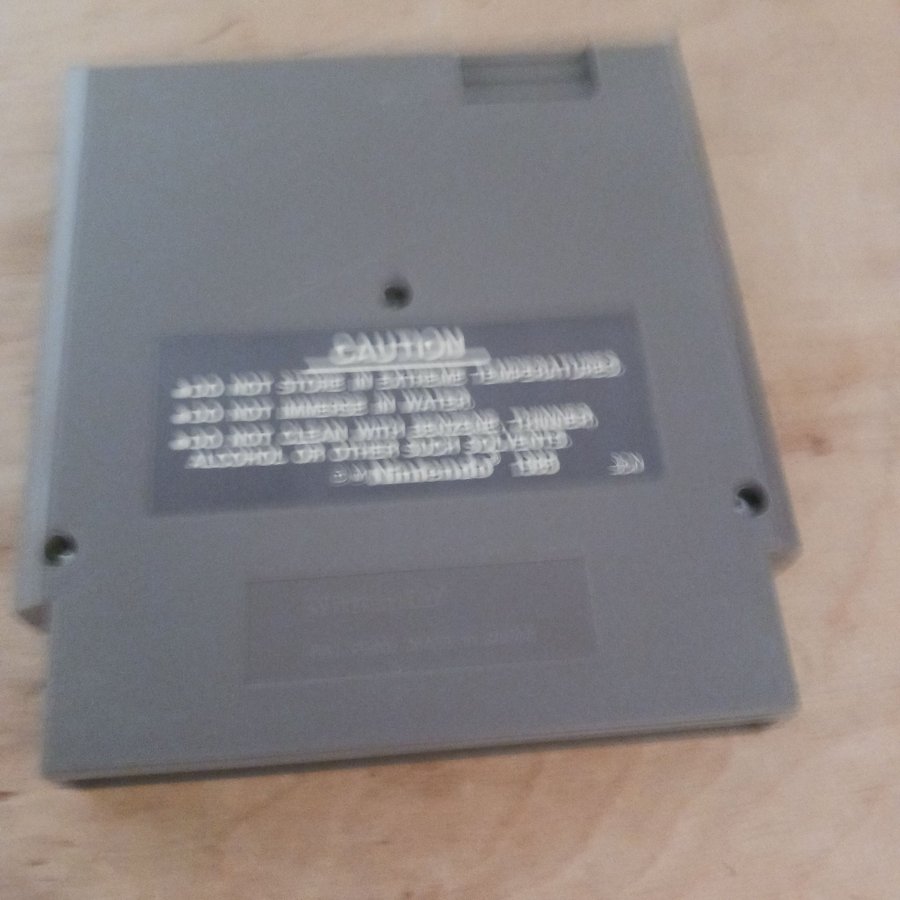 CAUTION
DO NOT STORE IN EXTREME TEMPERATURES
DO NOT IMMERSE IN WATER
DO NOT CLEAN WITH BENZENE, THINNER
ALCOHOL OR OTHER SUCH SOLVENTS
Nintendo
Nintendo